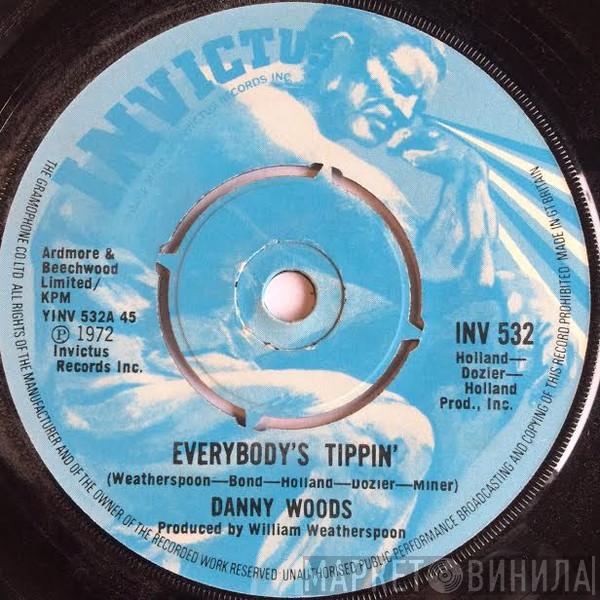 INVICTUS
INVICTUS RECORDS INC.
THE GRAMOPHONE CO LTD. ALL RIGHTS OF THE MANUFACTURER AND OF THE OWNER OF THE RECORDED WORK RESERVED UNAUTHORISED PUBLIC PERFORMANCE BROADCASTING AND COPYING OF THIS RECORD PROHIBITED MADE IN GT BRITAIN
Ardmore &
Beechwood
Limited/
KPM
YINV 532A 45
Ⓟ 1972
Invictus
Records Inc.
INV 532
Holland—
Dozier—
Holland
Prod., Inc.
EVERYBODY'S TIPPIN'
(Weatherspoon—Bond—Holland—Dozier—Miner)
DANNY WOODS
Produced by William Weatherspoon
МАРКЕТ ВИНИЛА